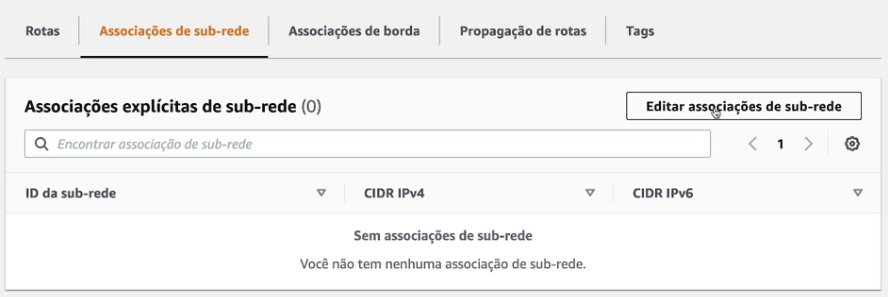 Rotas Associações de sub-rede Associações de borda Propagação de rotas Tags
Associações explícitas de sub-rede (0) Editar associações de sub-rede
Encontrar associação de sub-rede 1
ID da sub-rede CIDR IPv4 CIDR IPv6
Sem associações de sub-rede
Você não tem nenhuma associação de sub-rede.